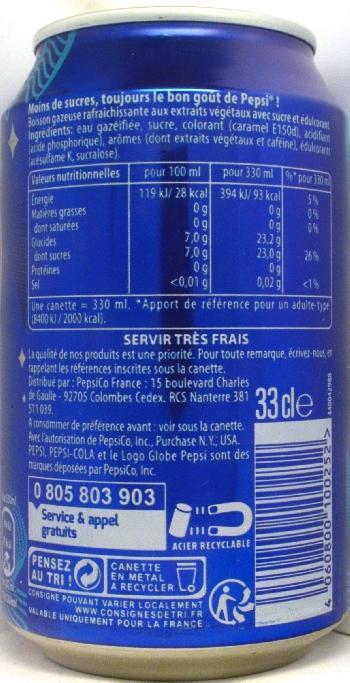 Moins de sucres, toujours le bon goût de Pepsi® !
Boisson gazeuse rafraîchissante aux extraits végétaux avec sucre et édulcorants.
Ingrédients: eau gazéifiée, sucre, colorant (caramel E150d), acidifiant
(acide phosphorique), arômes (dont extraits végétaux et caféine), édulcorants
(acésulfame K, sucralose).
Valeurs nutritionnelles pour 100 ml pour 330 ml %* pour 330 ml
Energie 119 kJ/ 28 kcal 394 kJ/ 93 kcal 5%
Matières grasses 0g 0g 0%
dont saturées 0g 0g 0%
Glucides 7,0g 23,2g
dont sucres 7,0g 23,0g 26%
Protéines 0g 0g
Sel <0,01 g 0,02g <1%
Une canette = 330 ml. *Apport de référence pour un adulte-type
(8400 kJ / 2000 kcal).
SERVIR TRÈS FRAIS
La qualité de nos produits est une priorité. Pour toute remarque, écrivez-nous, en
rappelant les références inscrites sous la canette.
Distribué par : PepsiCo France : 15 boulevard Charles
de Gaulle - 92705 Colombes Cedex. RCS Nanterre 381
511 039.
A consommer de préférence avant : voir sous la canette.
Avec l'autorisation de PepsiCo, Inc., Purchase N.Y., USA.
PEPSI, PEPSI-COLA et le Logo Globe Pepsi sont des
marques déposées par PepsiCo, Inc.
33cl e
4 060800 100252 >
0 805 803 903
Service & appel
gratuits
ACIER RECYCLABLE
PENSEZ
AU TRI !
CANETTE
EN METAL
A RECYCLER
CONSIGNE POUVANT VARIER LOCALEMENT
WWW.CONSIGNESDETRI.FR
VALABLE UNIQUEMENT POUR LA FRANCE